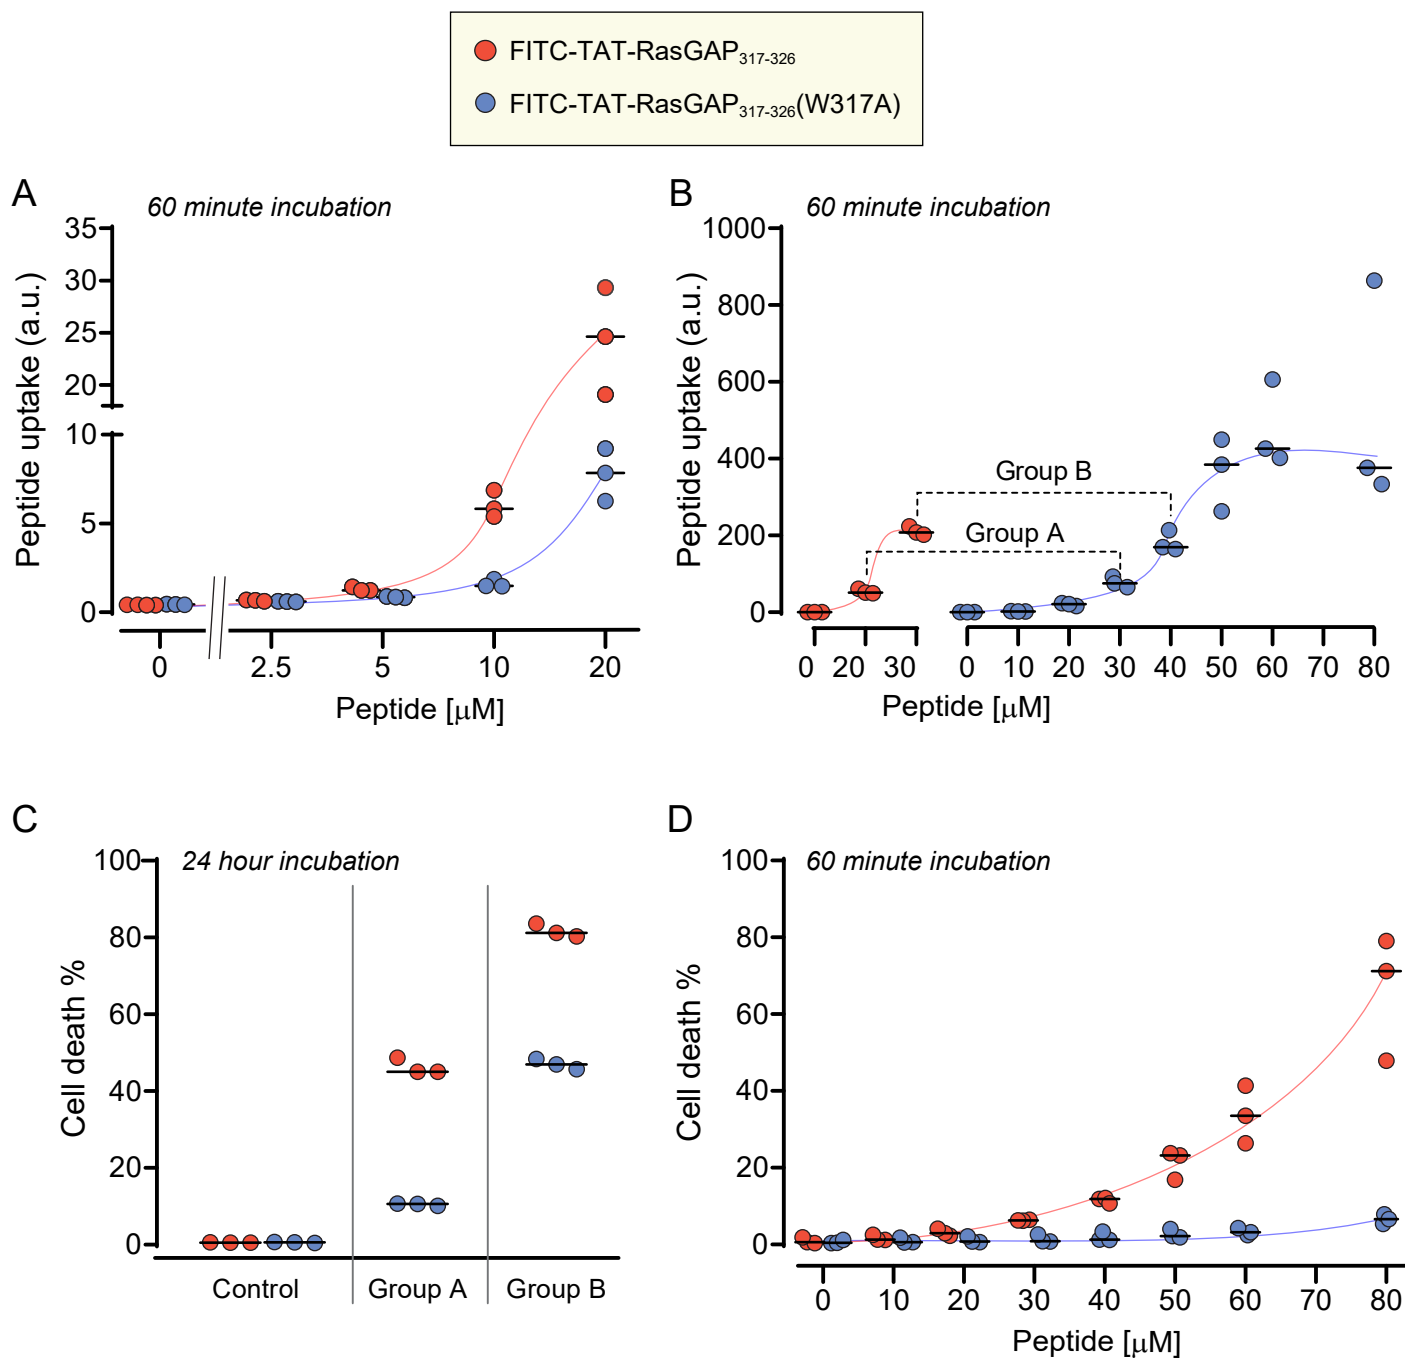 FITC-TAT-RasGAP317-326
FITC-TAT-RasGAP317-326(W317A)
A
60 minute incubation
35
30
25
20
10
5
0
Peptide uptake (a.u.)
0 2.5 5 10 20
Peptide [μM]
B
60 minute incubation
1000
800
600
400
200
0
Peptide uptake (a.u.)
Group B
Group A
0 20 30 0 10 20 30 40 50 60 70 80
Peptide [μM]
C
24 hour incubation
100
80
60
40
20
0
Cell death %
Control Group A Group B
D
60 minute incubation
100
80
60
40
20
0
Cell death %
0 10 20 30 40 50 60 80
Peptide [μM]